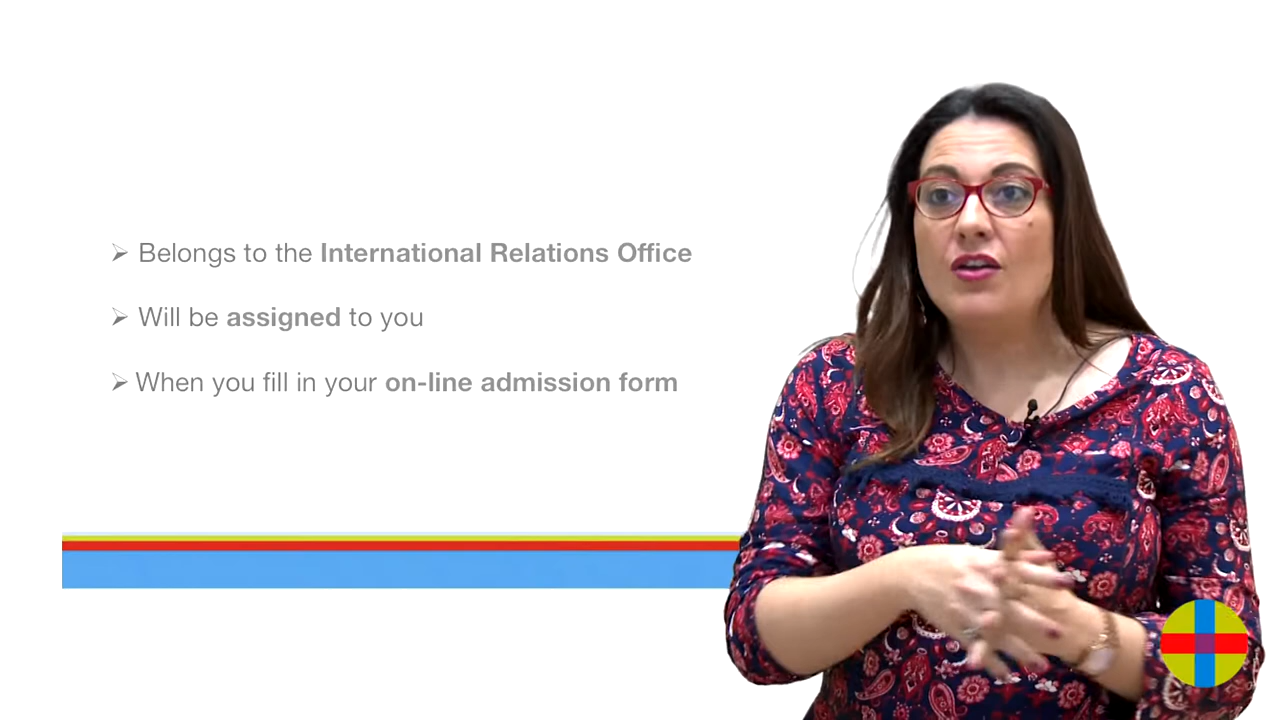 ➢ Belongs to the International Relations Office
➢ Will be assigned to you
➢ When you fill in your on-line admission form